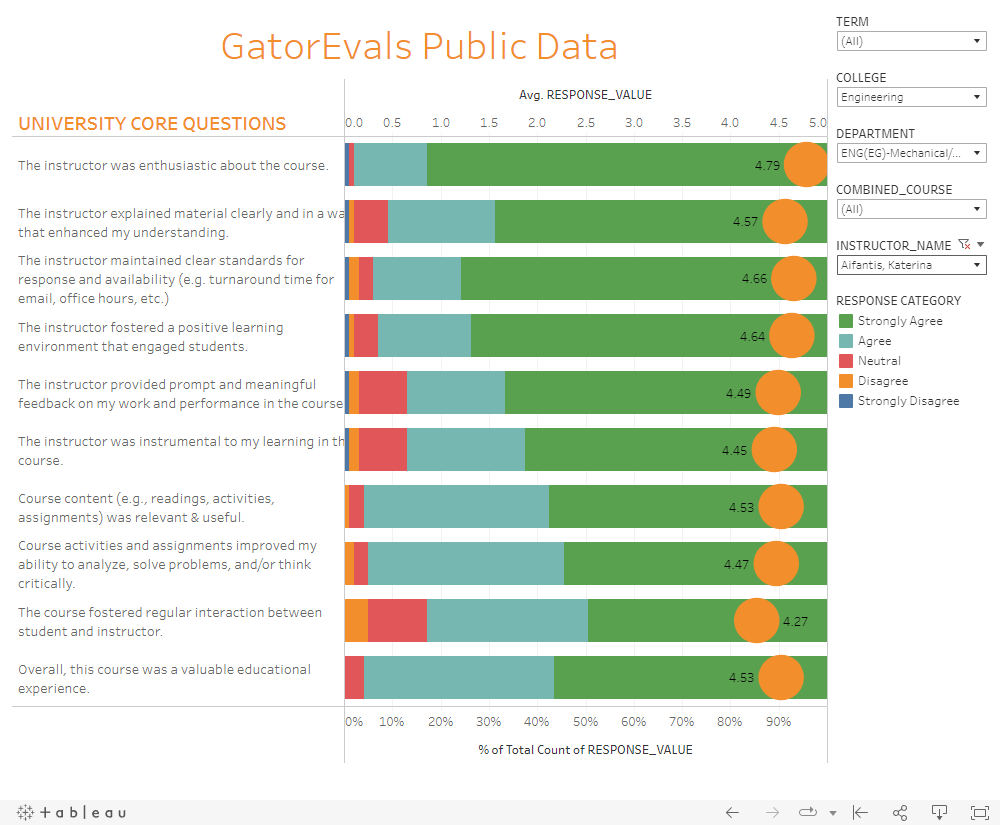 GatorEvals Public Data
TERM
(All)
COLLEGE
Engineering
DEPARTMENT
ENG(EG)-Mechanical/...
COMBINED_COURSE
(All)
INSTRUCTOR_NAME
Aifantis, Katerina
RESPONSE CATEGORY
Strongly Agree
Agree
Neutral
Disagree
Strongly Disagree
Avg. RESPONSE_VALUE
UNIVERSITY CORE QUESTIONS
0.0 0.5 1.0 1.5 2.0 2.5 3.0 3.5 4.0 4.5 5.0
The instructor was enthusiastic about the course.
4.79
The instructor explained material clearly and in a wa
that enhanced my understanding.
4.57
The instructor maintained clear standards for
response and availability (e.g. turnaround time for
email, office hours, etc.)
4.66
The instructor fostered a positive learning
environment that engaged students.
4.64
The instructor provided prompt and meaningful
feedback on my work and performance in the course
4.49
The instructor was instrumental to my learning in th
course.
4.45
Course content (e.g., readings, activities,
assignments) was relevant & useful.
4.53
Course activities and assignments improved my
ability to analyze, solve problems, and/or think
critically.
4.47
The course fostered regular interaction between
student and instructor.
4.27
Overall, this course was a valuable educational
experience.
4.53
0% 10% 20% 30% 40% 50% 60% 70% 80% 90%
% of Total Count of RESPONSE_VALUE
tableau